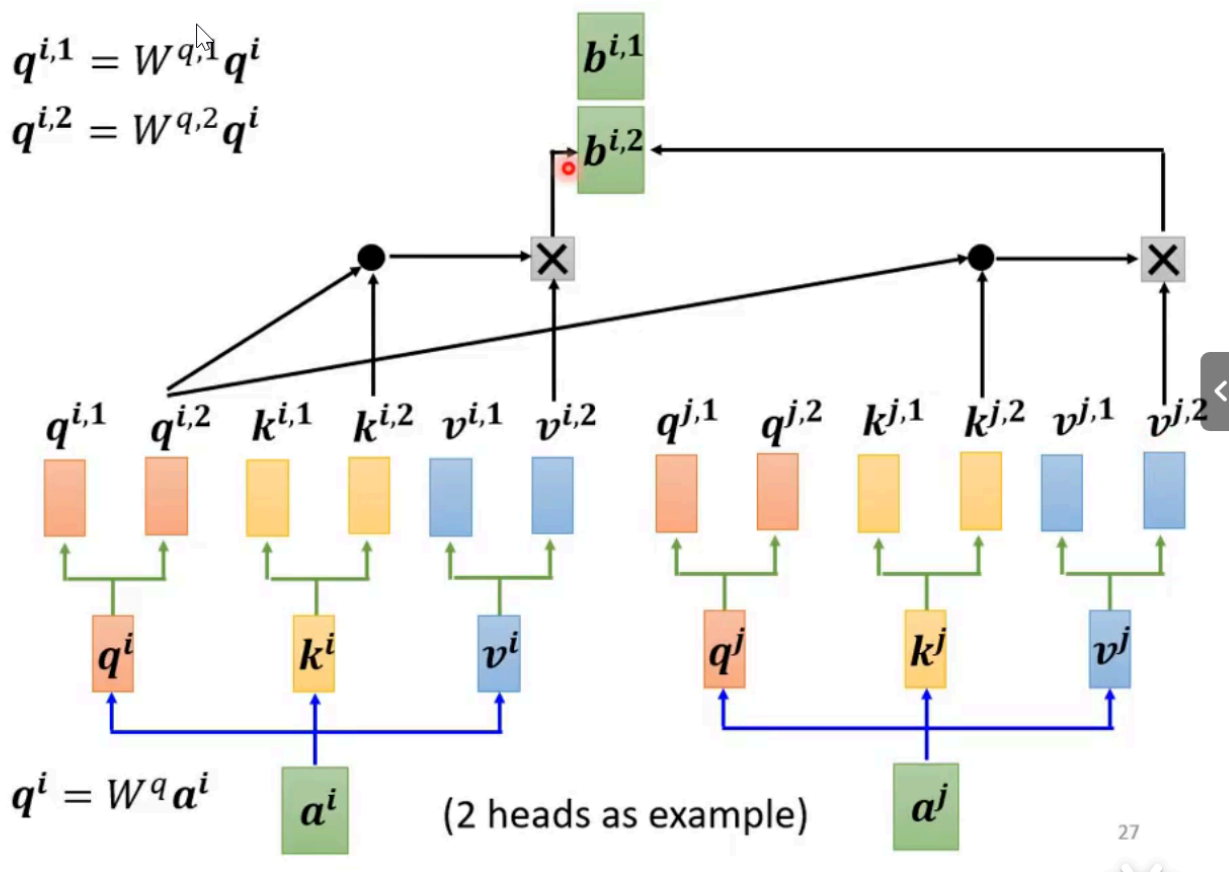 q^{i,1} = W^{q,1}q^i
q^{i,2} = W^{q,2}q^i
b^{i,1}
b^{i,2}
q^{i,1} q^{i,2} k^{i,1} k^{i,2} v^{i,1} v^{i,2} q^{j,1} q^{j,2} k^{j,1} k^{j,2} v^{j,1} v^{j,2}
q^i k^i v^i q^j k^j v^j
q^i = W^q a^i
a^i
(2 heads as example)
a^j
27